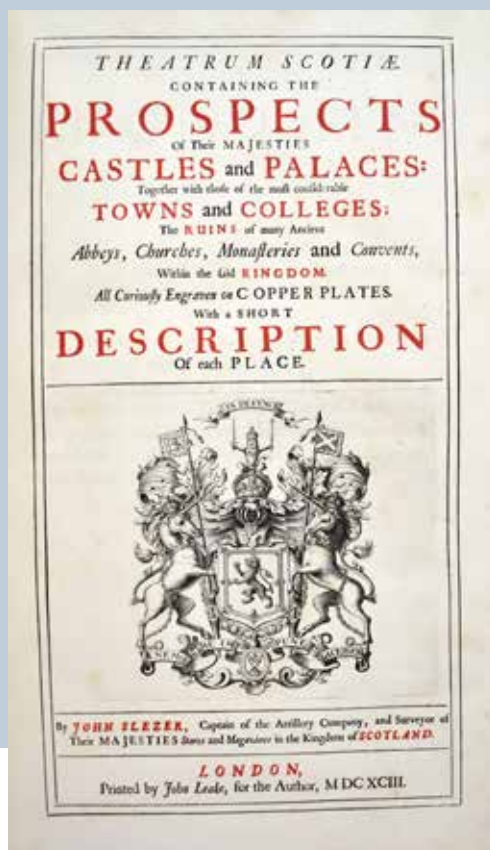 THEATRUM SCOTIÆ.
CONTAINING THE
PROSPECTS
Of Their MAJESTIES
CASTLES and PALACES:
Together with thoſe of the moſt conſiderable
TOWNS and COLLEGES;
The RUINS of many Ancient
Abbeys, Churches, Monaſteries and Convents,
Within the ſaid KINGDOM.
All Curiouſly Engraven on COPPER PLATES.
With a SHORT
DESCRIPTION
Of each PLACE.
IN DEFENCE
By JOHN SLEZER, Captain of the Artillery Company, and Surveyor of
Their MAJESTIES Stores and Magazines in the Kingdom of SCOTLAND.
LONDON,
Printed by John Leake, for the Author, M DC XCIII.